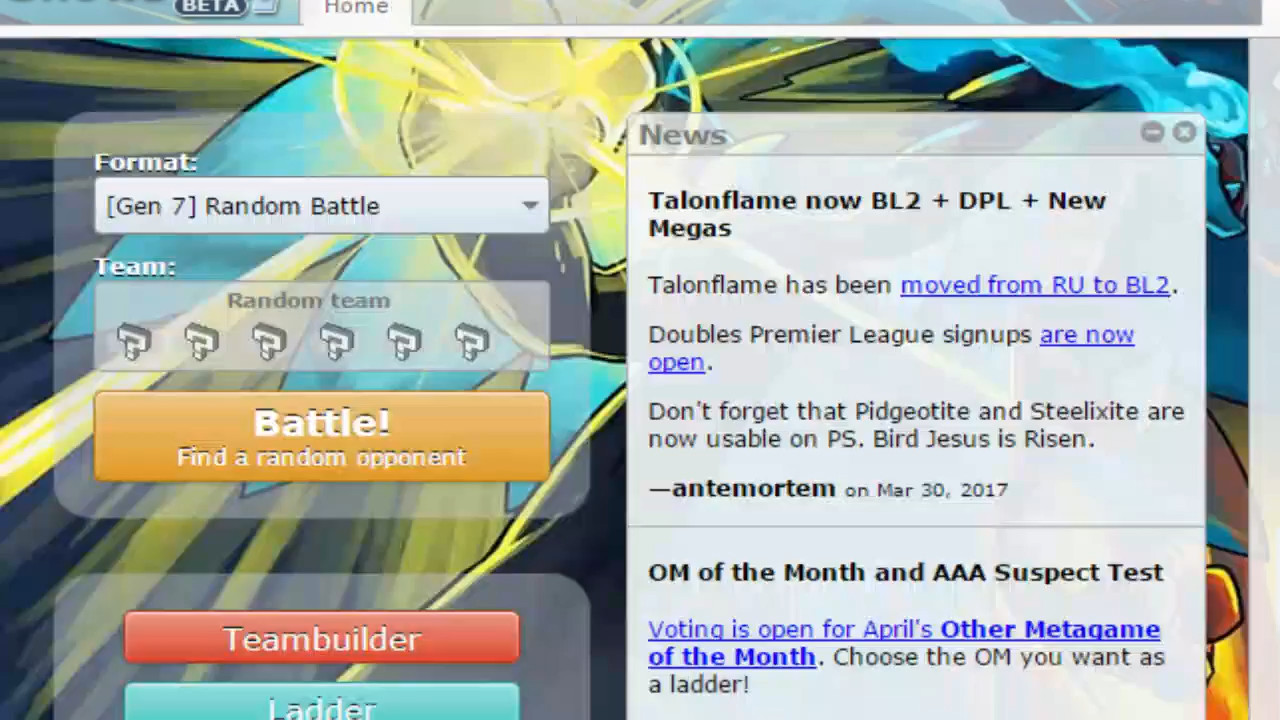 BETA
Home
Format:
[Gen 7] Random Battle
Team:
Random team
Battle!
Find a random opponent
Teambuilder
Ladder
News
Talonflame now BL2 + DPL + New
Megas
Talonflame has been moved from RU to BL2.
Doubles Premier League signups are now
open.
Don't forget that Pidgeotite and Steelixite are
now usable on PS. Bird Jesus is Risen.
—antemortem on Mar 30, 2017
OM of the Month and AAA Suspect Test
Voting is open for April's Other Metagame
of the Month. Choose the OM you want as
a ladder!